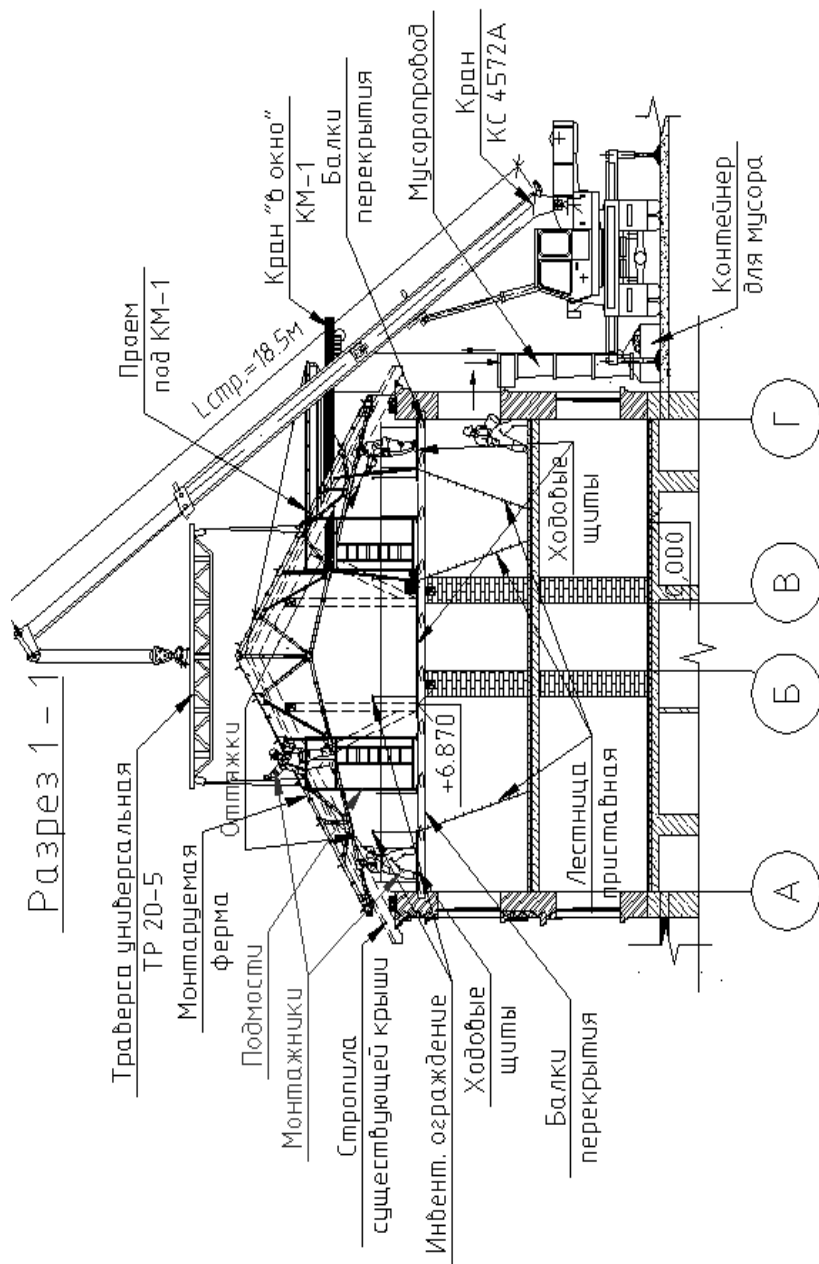 Разрез 1 - 1
Траверса универсальная
ТР 20-5
Монтируемая
ферма
Подмости
Монтажники
Стропила
существующей крыши
Инвент. ограждение
Ходовые
щиты
Балки
перекрытия
Оттяжки
+6.870
Лестница
приставная
Ходовые
щиты
Lстр.=18.5м
Проем
под КМ-1
Кран "в окно"
КМ-1
Балки
перекрытия
Мусоропровод
Кран
КС 4572А
Контейнер
для мусора
0,000
А
Б
В
Г